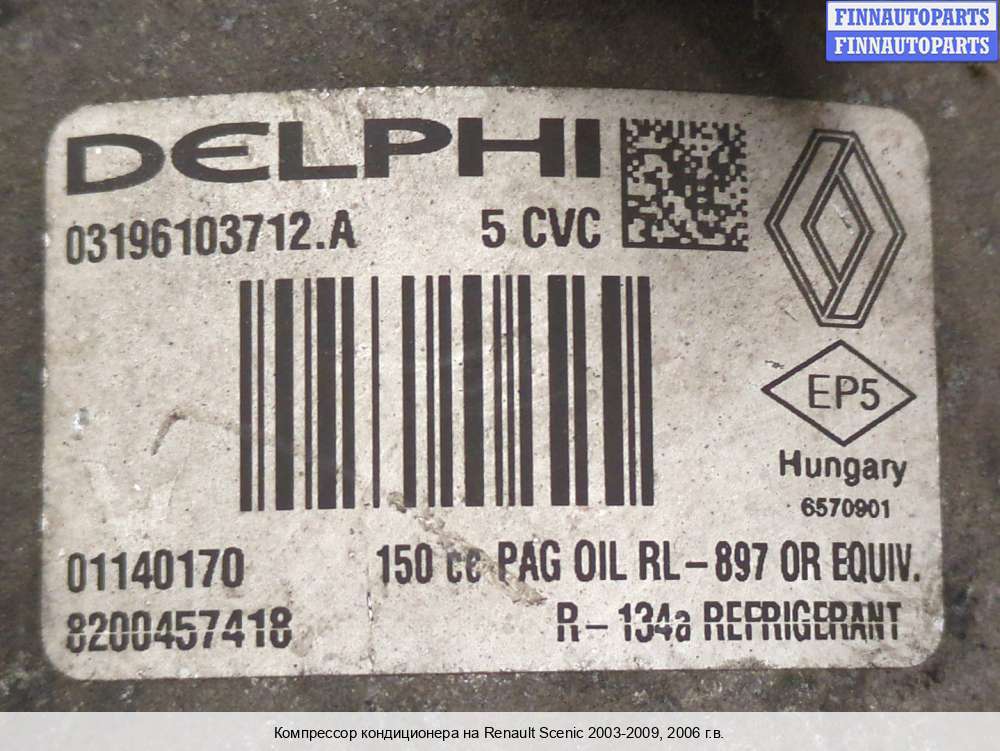 FINNAUTOPARTS
FINNAUTOPARTS
DELPHI
03196103712.A 5 CVC
EP5
Hungary
6570901
01140170 150 cc PAG OIL RL-897 OR EQUIV.
8200457418 R-134a REFRIGERANT
Компрессор кондиционера на Renault Scenic 2003-2009, 2006 г.в.